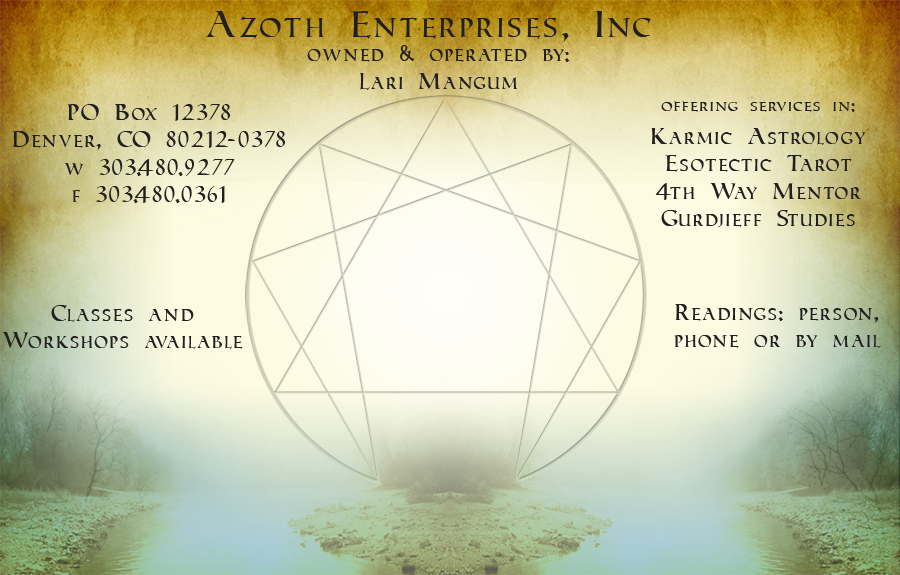 Azoth Enterprises, Inc
owned & operated by:
Lari Mangum
PO Box 12378
Denver, CO 80212-0378
w 303.480.9277
f 303.480.0361
offering services in:
Karmic Astrology
Esotectic Tarot
4th Way Mentor
Gurdjieff Studies
Classes and
Workshops available
Readings: person,
phone or by mail